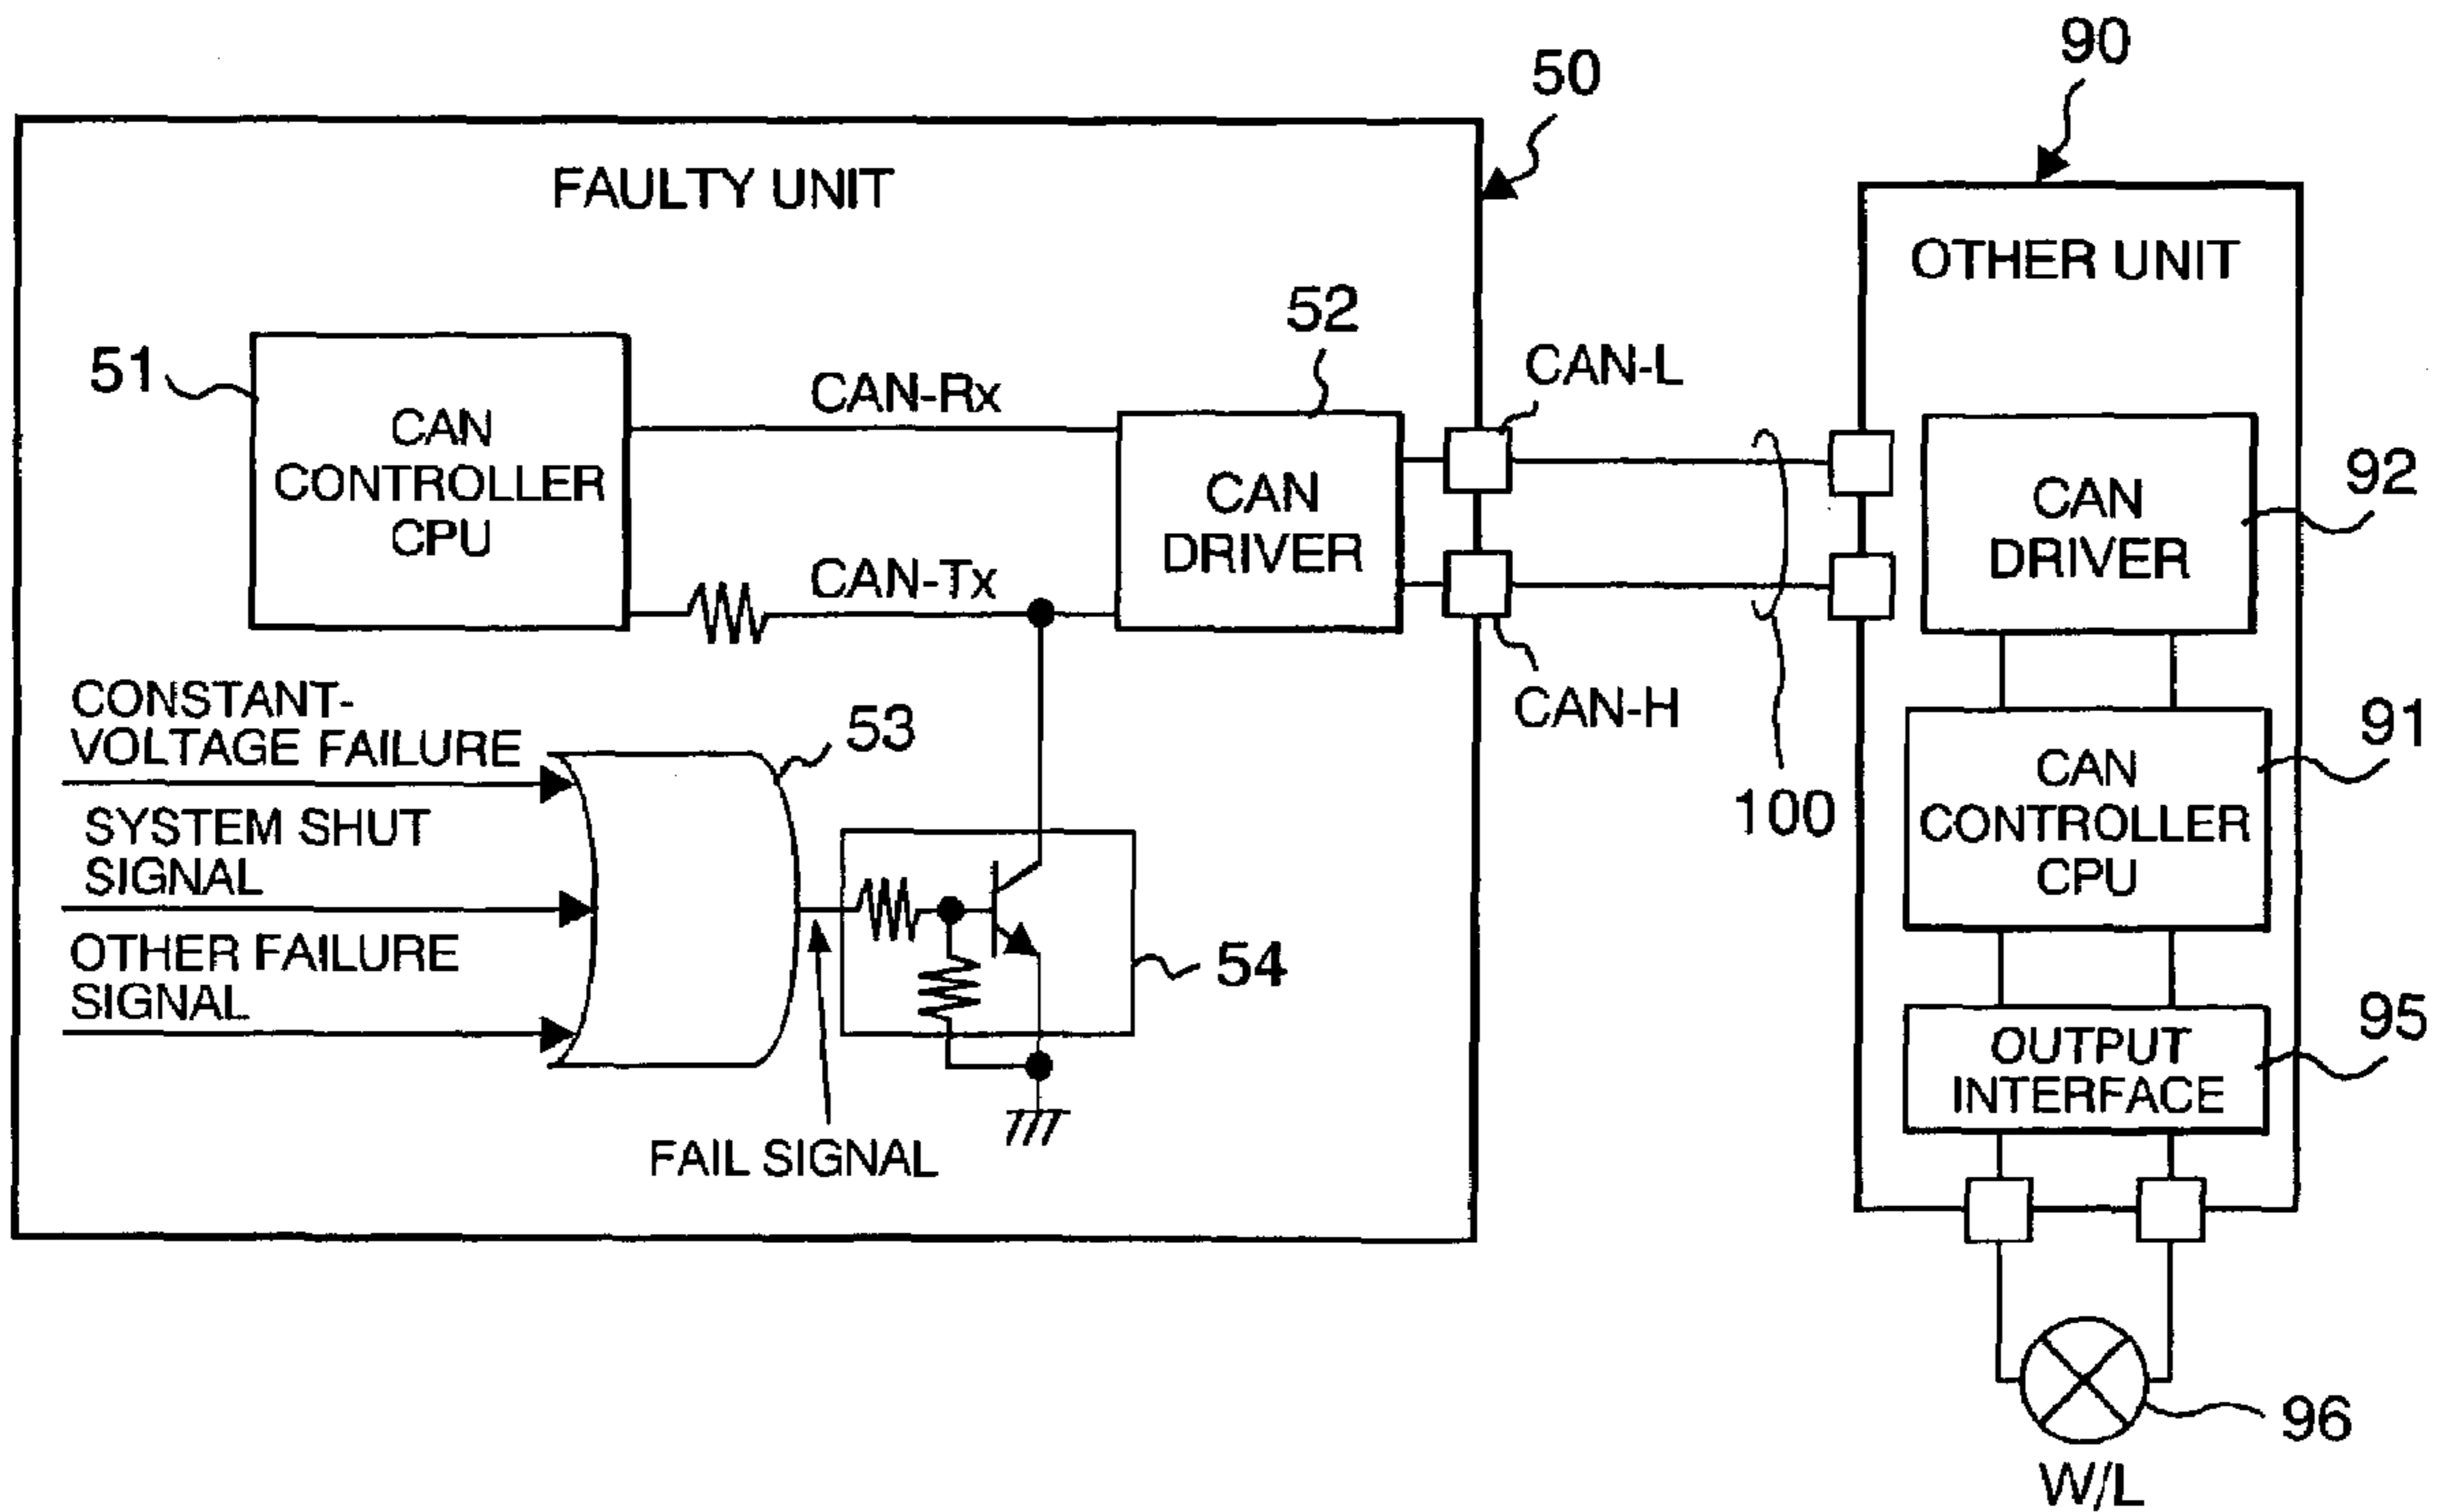 90
50
FAULTY UNIT
OTHER UNIT
52
51
CAN-L
CAN-Rx
CAN
CONTROLLER
CPU
CAN
DRIVER
CAN
DRIVER
92
CAN-Tx
CONSTANT-
VOLTAGE FAILURE
53
CAN-H
91
SYSTEM SHUT
SIGNAL
100
CAN
CONTROLLER
CPU
OTHER FAILURE
SIGNAL
54
95
OUTPUT
INTERFACE
FAIL SIGNAL
96
W/L